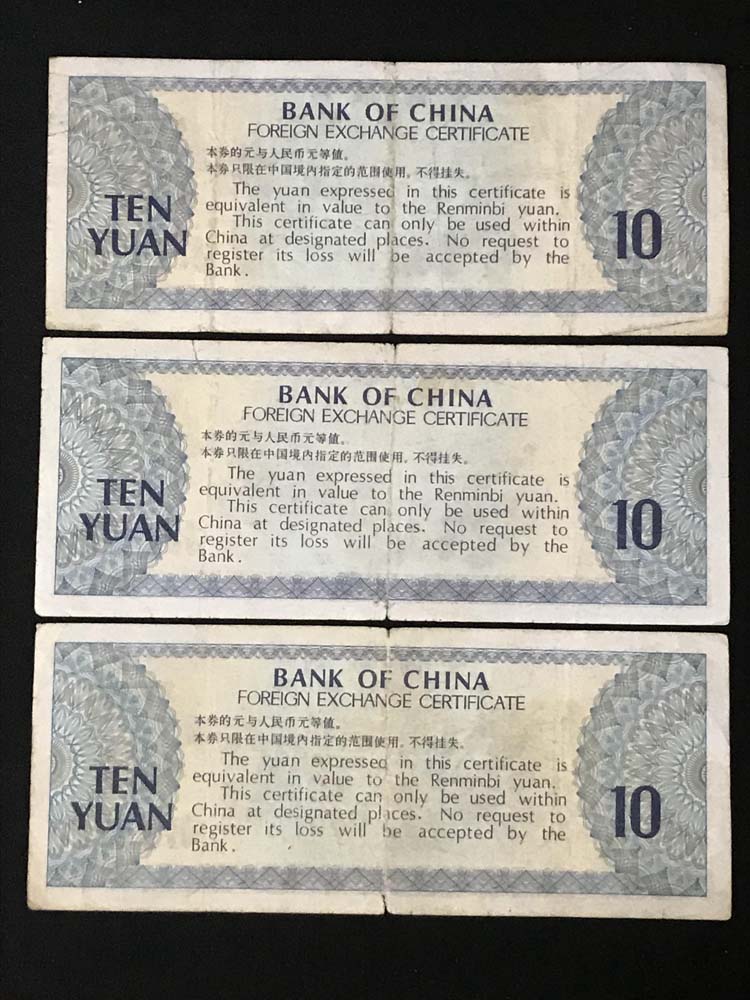 BANK OF CHINA
FOREIGN EXCHANGE CERTIFICATE
本券的元与人民币元等值。
本券只限在中国境内指定的范围使用。不得挂失。
The yuan expressed in this certificate is
equivalent in value to the Renminbi yuan.
This certificate can only be used within
China at designated places. No request to
register its loss will be accepted by the
Bank.
TEN
YUAN
10
BANK OF CHINA
FOREIGN EXCHANGE CERTIFICATE
本券的元与人民币元等值。
本券只限在中国境内指定的范围使用。不得挂失。
The yuan expressed in this certificate is
equivalent in value to the Renminbi yuan.
This certificate can only be used within
China at designated places. No request to
register its loss will be accepted by the
Bank.
TEN
YUAN
10
BANK OF CHINA
FOREIGN EXCHANGE CERTIFICATE
本券的元与人民币元等值。
本券只限在中国境内指定的范围使用。不得挂失。
The yuan expressed in this certificate is
equivalent in value to the Renminbi yuan.
This certificate can only be used within
China at designated places. No request to
register its loss will be accepted by the
Bank.
TEN
YUAN
10